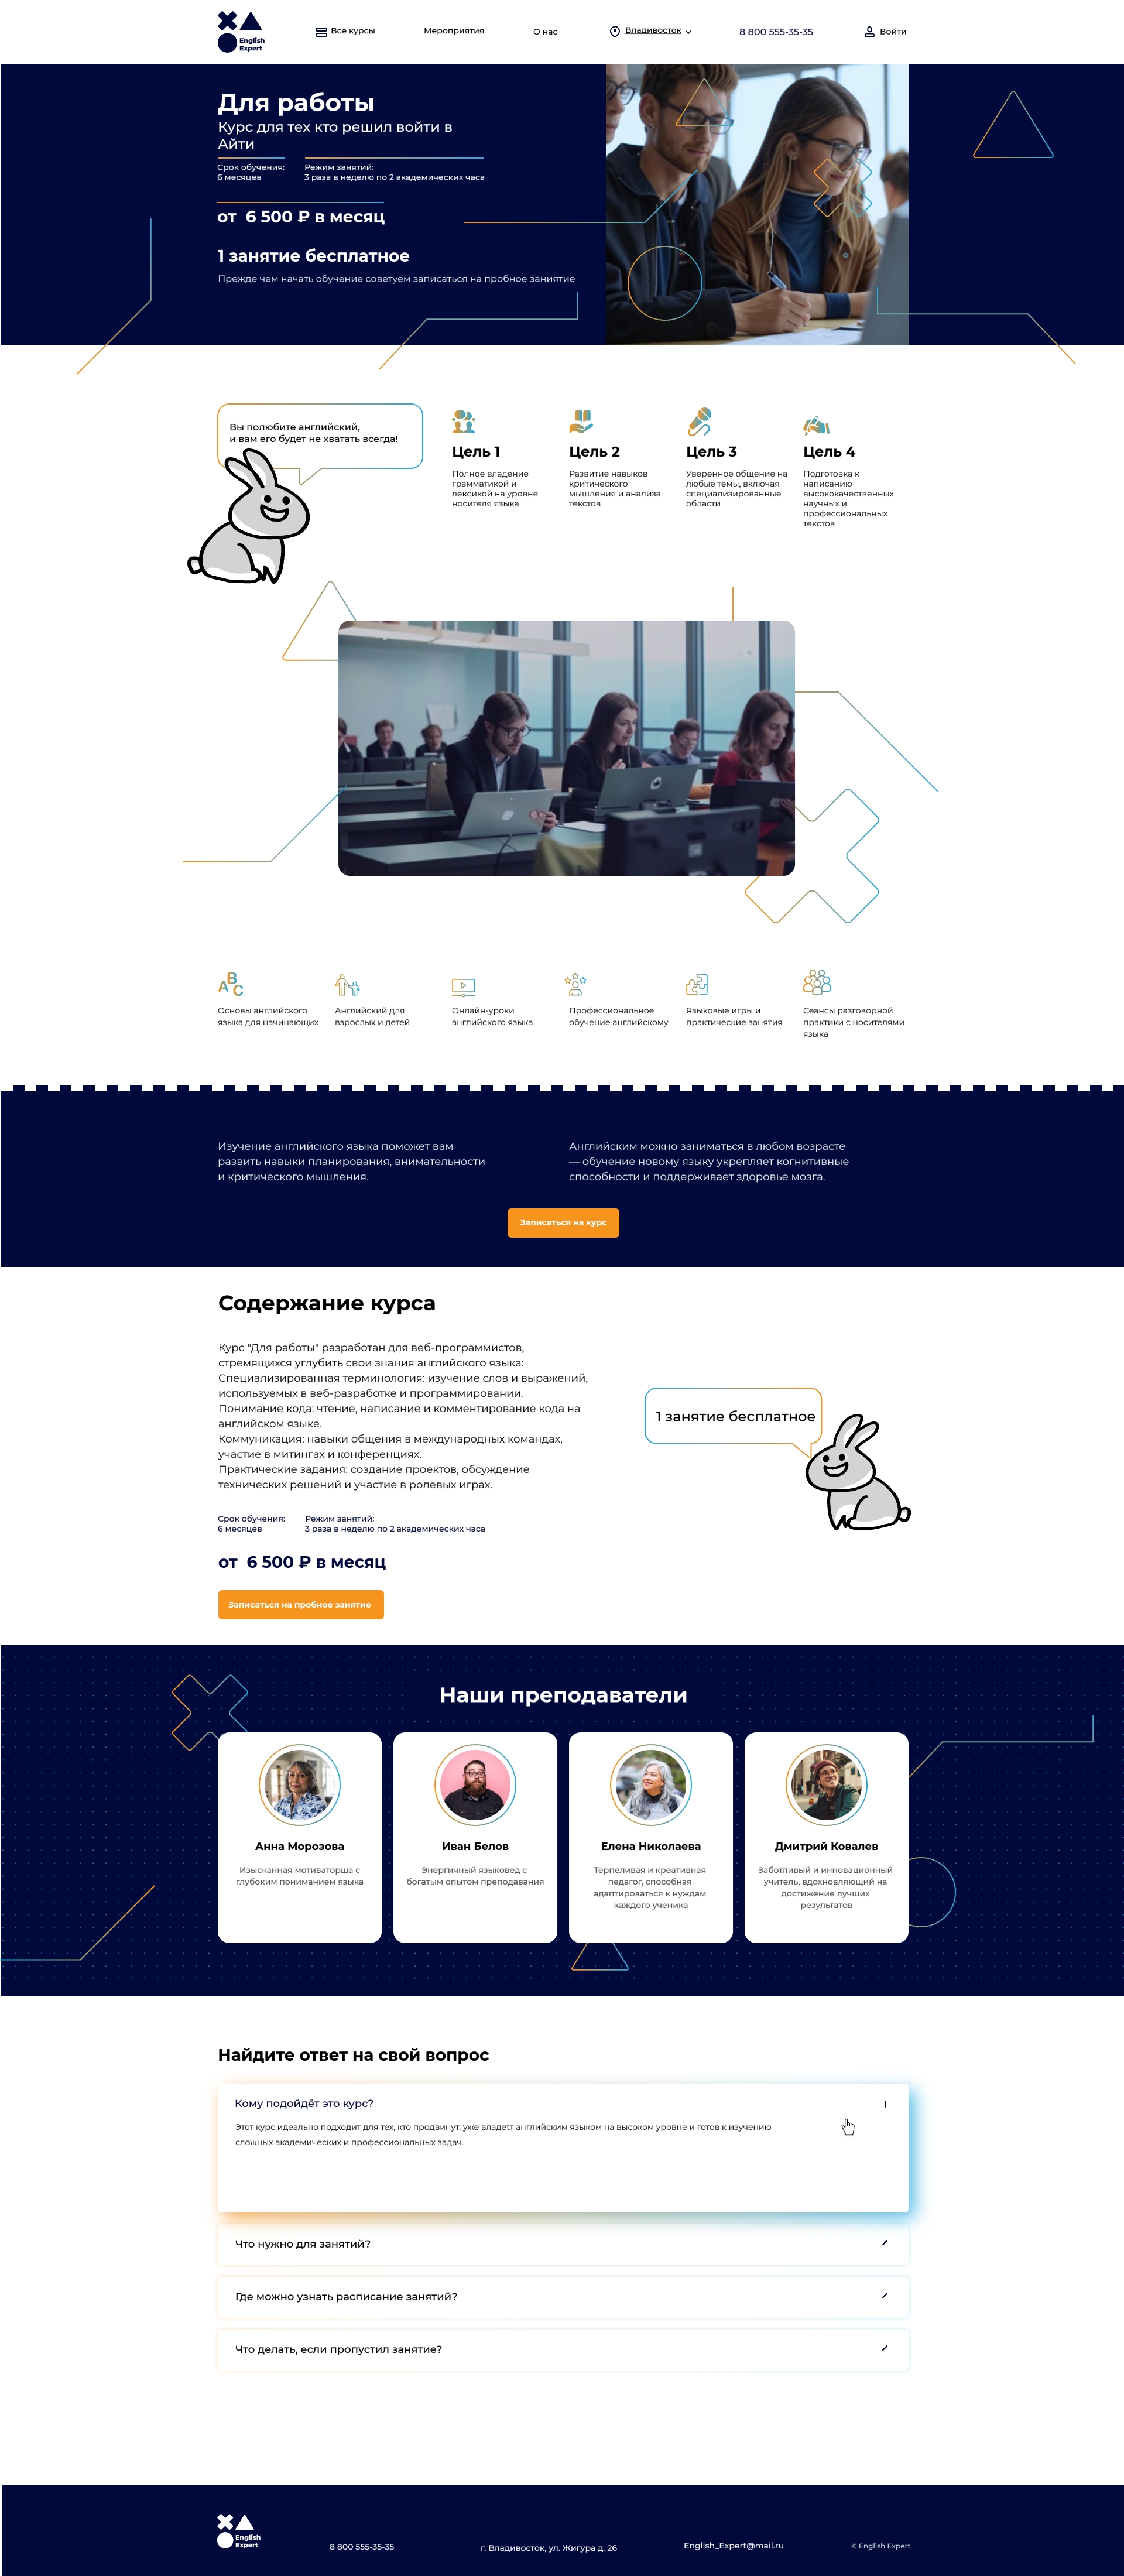 English
Expert
Все курсы
Мероприятия
О нас
Владивосток
8 800 555-35-35
Войти
Для работы
Курс для тех кто решил войти в
Айти
Срок обучения:
6 месяцев
Режим занятий:
3 раза в неделю по 2 академических часа
от 6 500 ₽ в месяц
1 занятие бесплатное
Прежде чем начать обучение советуем записаться на пробное заниятие
Вы полюбите английский,
и вам его будет не хватать всегда!
Цель 1
Полное владение
грамматикой и
лексикой на уровне
носителя языка
Цель 2
Развитие навыков
критического
мышления и анализа
текстов
Цель 3
Уверенное общение на
любые темы, включая
специализированные
области
Цель 4
Подготовка к
написанию
высококачественных
научных и
профессиональных
текстов
A
B
C
Основы английского
языка для начинающих
Английский для
взрослых и детей
Онлайн-уроки
английского языка
Профессиональное
обучение английскому
Языковые игры и
практические занятия
Сеансы разговорной
практики с носителями
языка
Изучение английского языка поможет вам
развить навыки планирования, внимательности
и критического мышления.
Английским можно заниматься в любом возрасте
— обучение новому языку укрепляет когнитивные
способности и поддерживает здоровье мозга.
Записаться на курс
Содержание курса
Курс "Для работы" разработан для веб-программистов,
стремящихся углубить свои знания английского языка:
Специализированная терминология: изучение слов и выражений,
используемых в веб-разработке и программировании.
Понимание кода: чтение, написание и комментирование кода на
английском языке.
Коммуникация: навыки общения в международных командах,
участие в митингах и конференциях.
Практические задания: создание проектов, обсуждение
технических решений и участие в ролевых играх.
1 занятие бесплатное
Срок обучения:
6 месяцев
Режим занятий:
3 раза в неделю по 2 академических часа
от 6 500 ₽ в месяц
Записаться на пробное занятие
Наши преподаватели
Анна Морозова
Изысканная мотиваторша с
глубоким пониманием языка
Иван Белов
Энергичный языковед с
богатым опытом преподавания
Елена Николаева
Терпеливая и креативная
педагог, способная
адаптироваться к нуждам
каждого ученика
Дмитрий Ковалев
Заботливый и инновационный
учитель, вдохновляющий на
достижение лучших
результатов
Найдите ответ на свой вопрос
Кому подойдёт это курс?
Этот курс идеально подходит для тех, кто продвинут, уже владетt английским языком на высоком уровне и готов к изучению
сложных академических и профессиональных задач.
Что нужно для занятий?
Где можно узнать расписание занятий?
Что делать, если пропустил занятие?
English
Expert
8 800 555-35-35
г. Владивосток, ул. Жигура д. 26
English_Expert@mail.ru
© English Expert